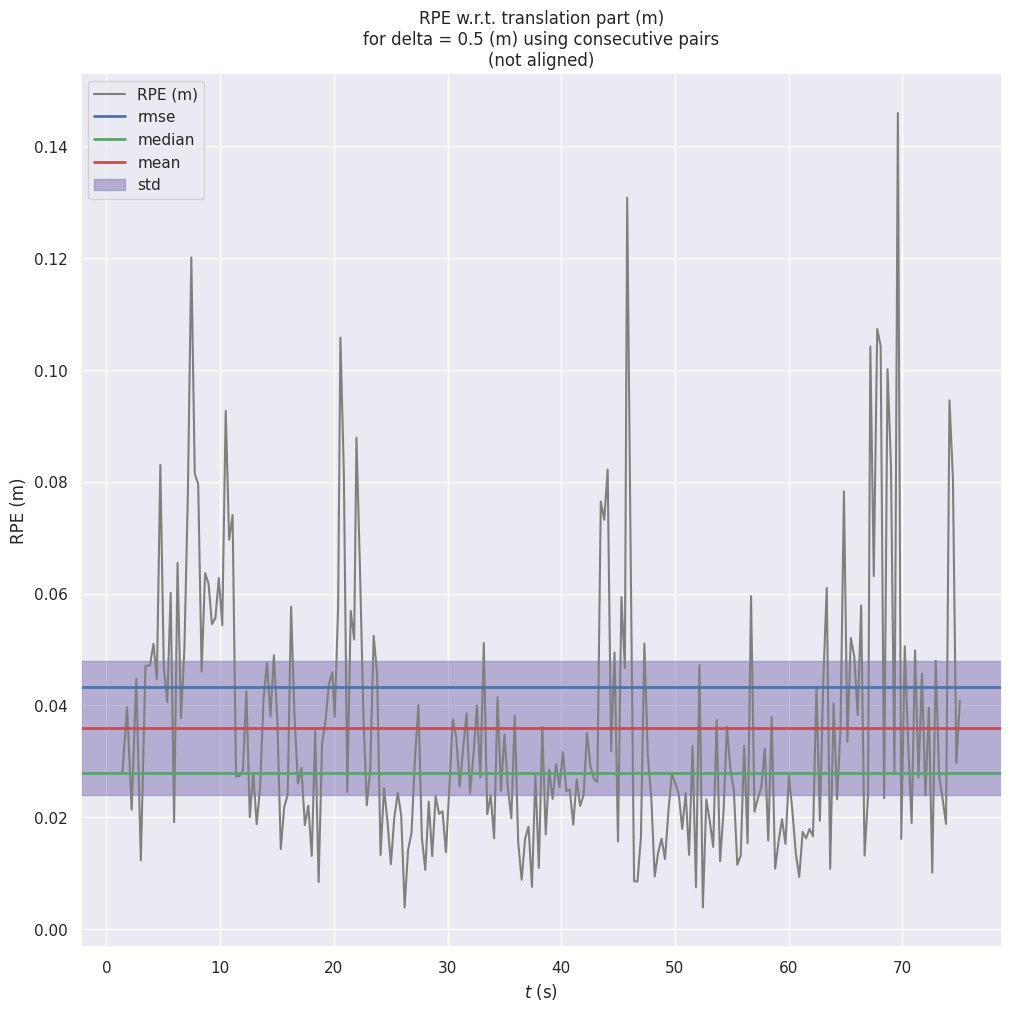 RPE w.r.t. translation part (m)
for delta = 0.5 (m) using consecutive pairs
(not aligned)
RPE (m)
rmse
median
mean
std
RPE (m)
0.14
0.12
0.10
0.08
0.06
0.04
0.02
0.00
0 10 20 30 40 50 60 70
t (s)